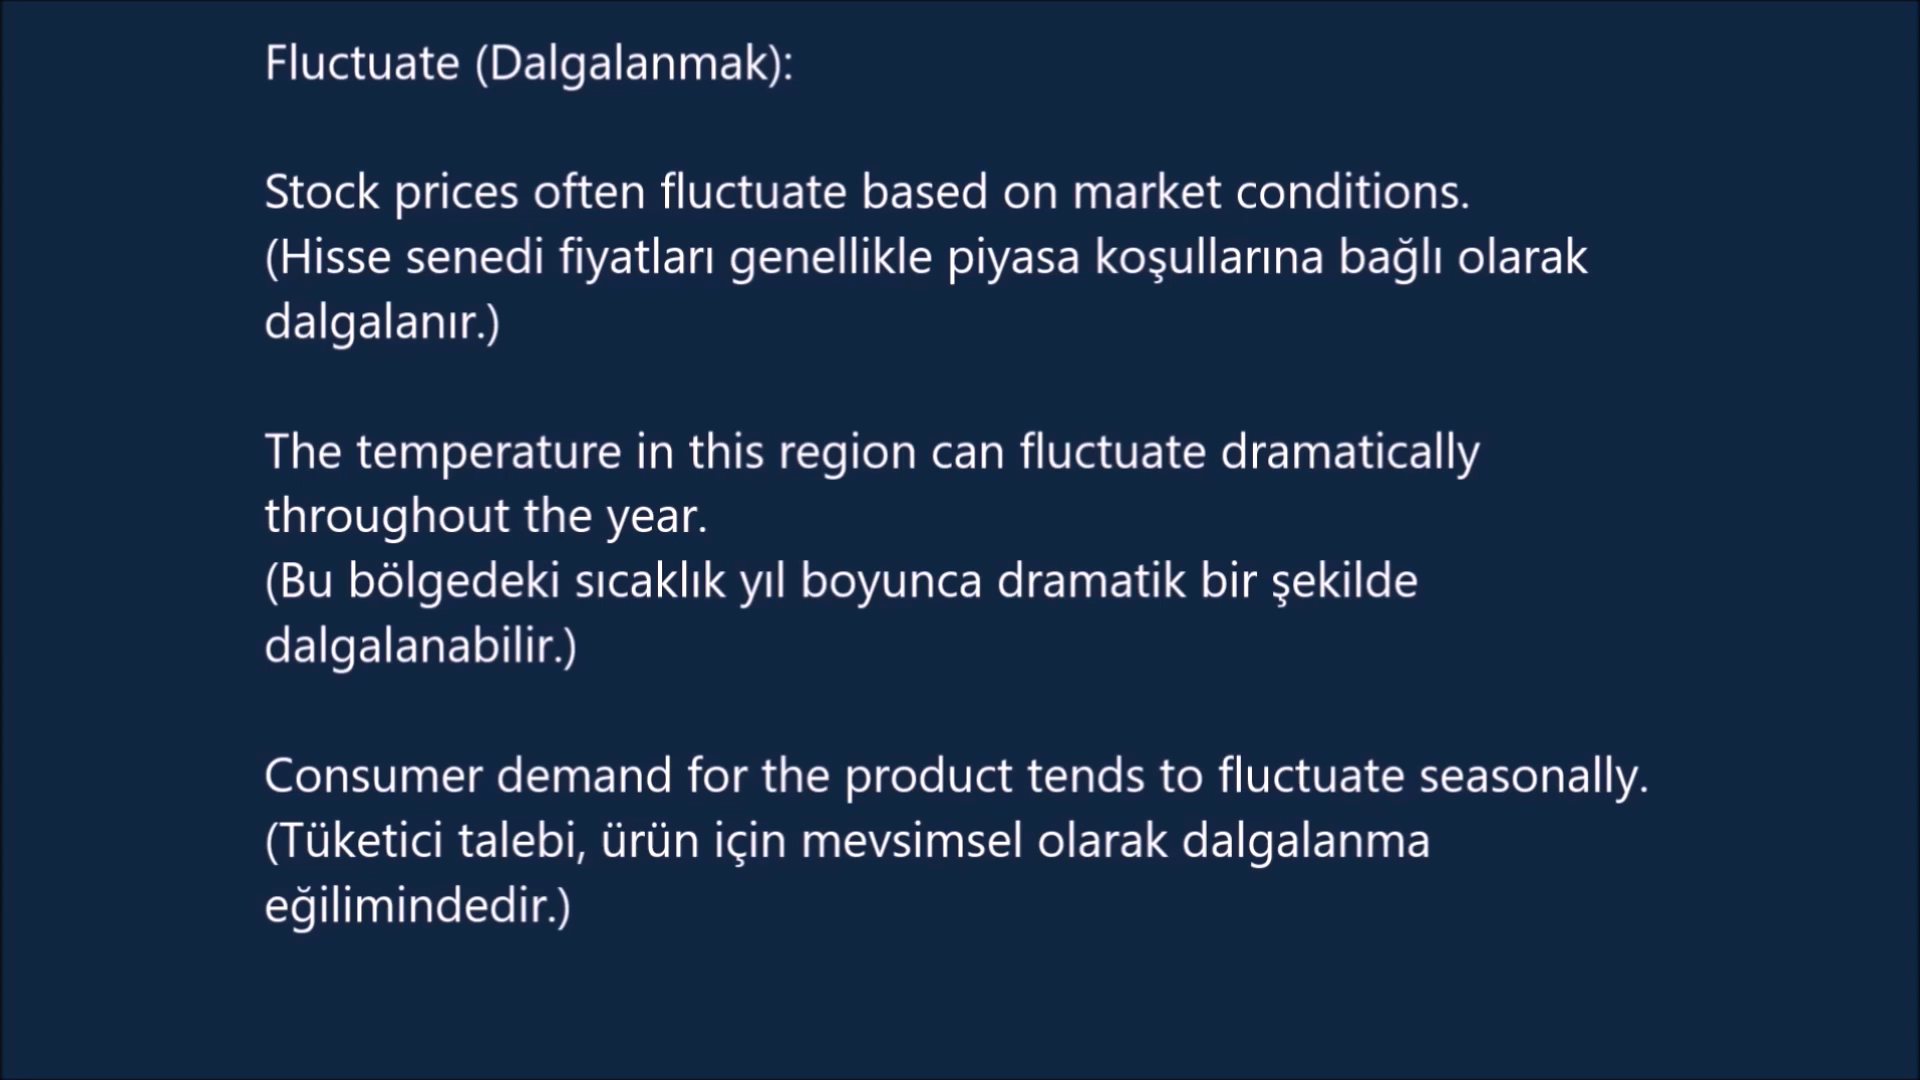 Fluctuate (Dalgalanmak):
Stock prices often fluctuate based on market conditions.
(Hisse senedi fiyatları genellikle piyasa koşullarına bağlı olarak
dalgalanır.)
The temperature in this region can fluctuate dramatically
throughout the year.
(Bu bölgedeki sıcaklık yıl boyunca dramatik bir şekilde
dalgalanabilir.)
Consumer demand for the product tends to fluctuate seasonally.
(Tüketici talebi, ürün için mevsimsel olarak dalgalanma
eğilimindedir.)